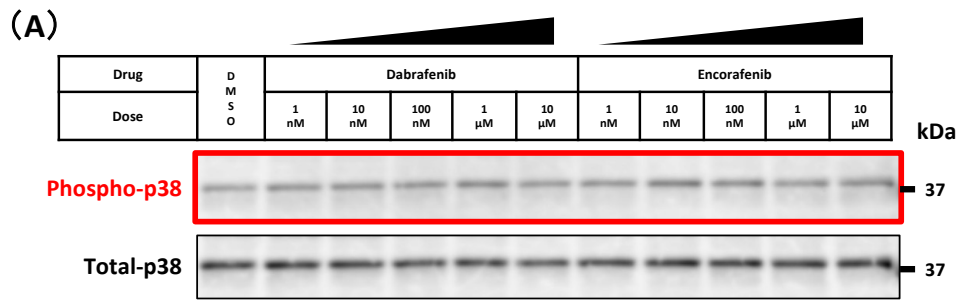 (A)
Drug DMSO Dabrafenib Encorafenib
Dose 1 nM 10 nM 100 nM 1 μM 10 μM 1 nM 10 nM 100 nM 1 μM 10 μM
kDa
Phospho-p38 37
Total-p38 37